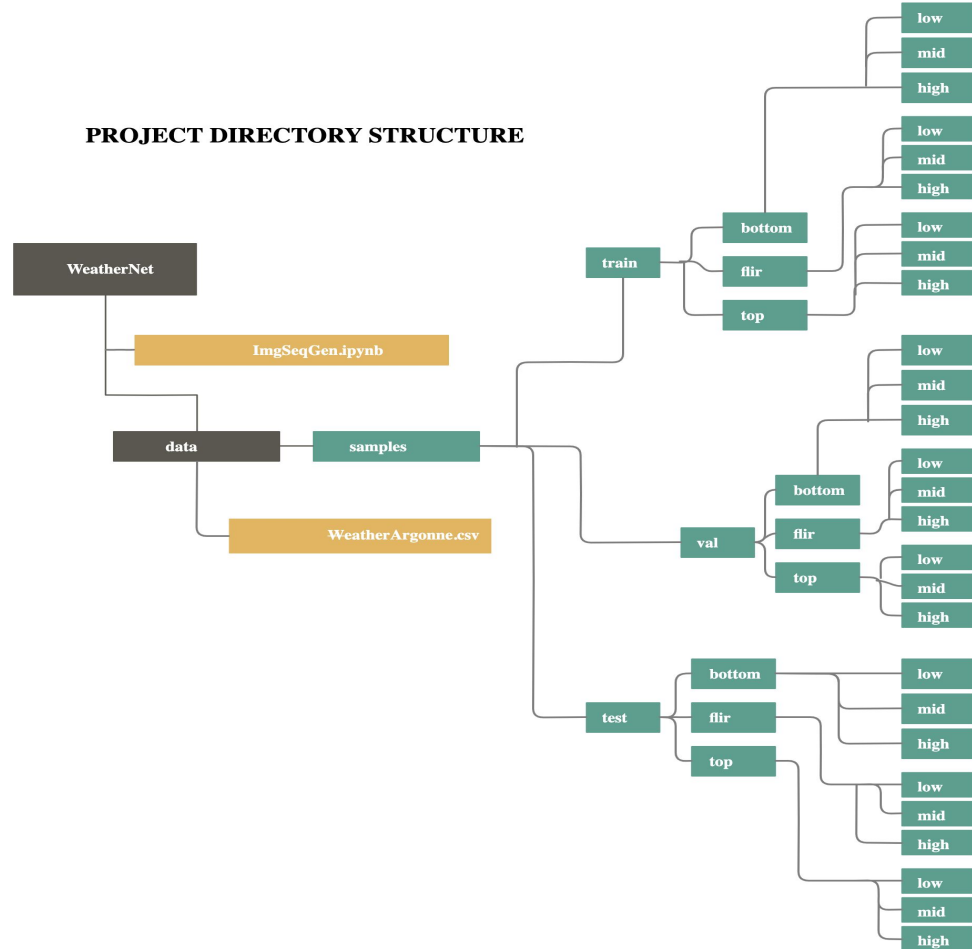 PROJECT DIRECTORY STRUCTURE
WeatherNet
ImgSeqGen.ipynb
data
samples
WeatherArgonne.csv
train
bottom
flir
top
low
mid
high
low
mid
high
low
mid
high
val
bottom
flir
top
low
mid
high
low
mid
high
low
mid
high
test
bottom
flir
top
low
mid
high
low
mid
high
low
mid
high